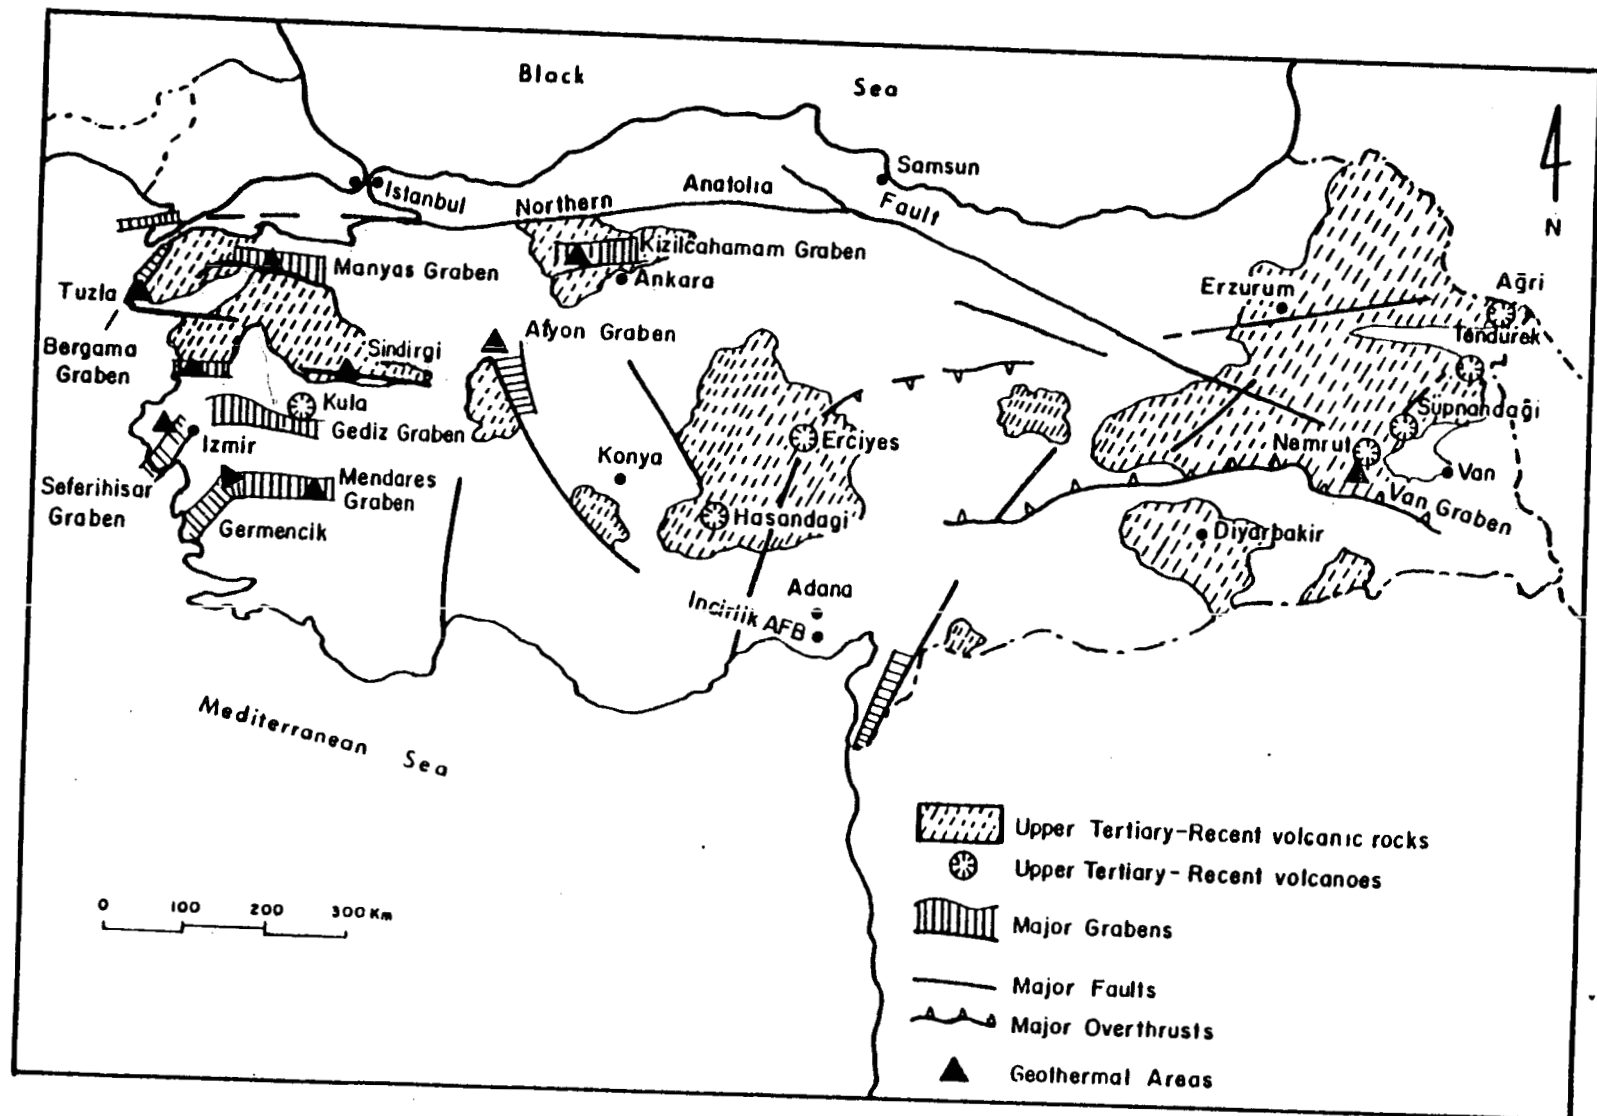 Black Sea
Samsun
Istanbul
Northern Anatolia Fault
Kizilcahamam Graben
Manyas Graben
Ankara
Tuzla
Erzurum
Ağri
Tendurek
Afyon Graben
Bergama
Graben
Sindirgi
Kula
Gediz Graben
Izmir
Erciyes
Süphandaği
Nemrut
Van
Van Graben
Konya
Mendares
Graben
Seferihisar
Graben
Germencik
Hasandagi
Diyarbakir
Adana
Incirlik AFB
Mediterranean Sea
N
0 100 200 300 Km
Upper Tertiary-Recent volcanic rocks
Upper Tertiary-Recent volcanoes
Major Grabens
Major Faults
Major Overthrusts
Geothermal Areas